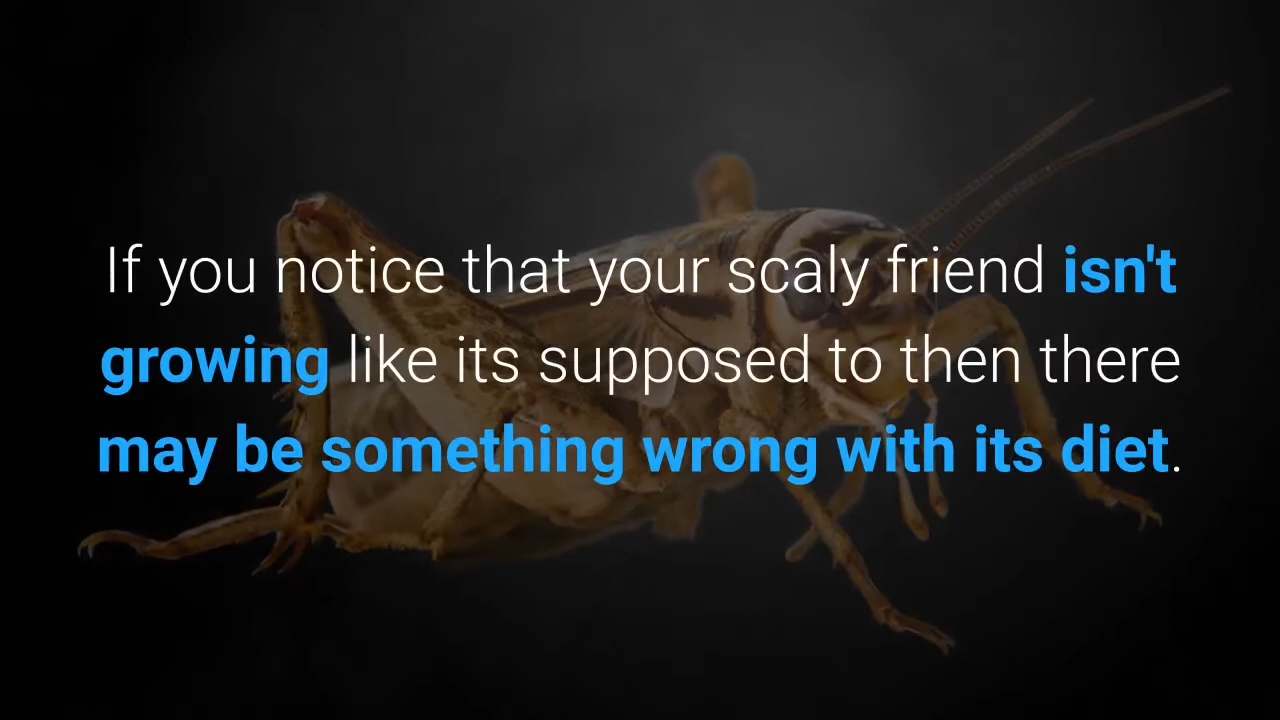 If you notice that your scaly friend isn't
growing like its supposed to then there
may be something wrong with its diet.